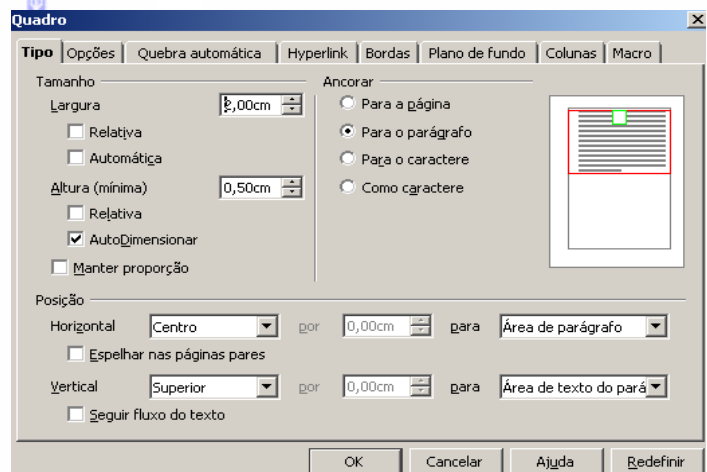 Quadro
Tipo Opções Quebra automática Hyperlink Bordas Plano de fundo Colunas Macro
Tamanho Ancorar
Largura 2,00cm Para a página
Relativa Para o parágrafo
Automática Para o caractere
Altura (mínima) 0,50cm Como caractere
Relativa
AutoDimensionar
Manter proporção
Posição
Horizontal Centro por 0,00cm para Área de parágrafo
Espelhar nas páginas pares
Vertical Superior por 0,00cm para Área de texto do pará
Seguir fluxo do texto
OK Cancelar Ajuda Redefinir